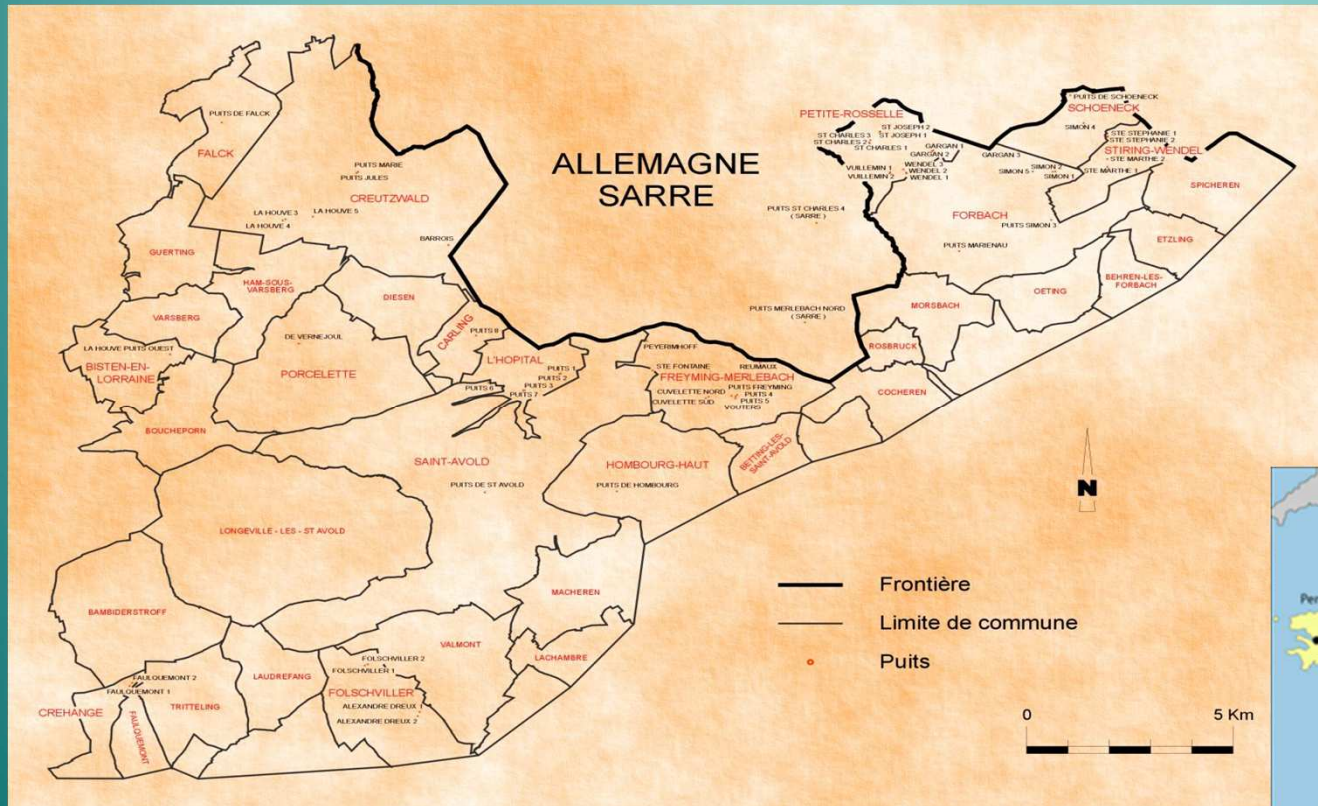 PUITS DE SCHOENECK
SCHOENECK
PETITE-ROSSELLE
PUITS DE FALCK
SIMON 4
ST JOSEPH 2
ST JOSEPH 1
ST CHARLES 3
ST CHARLES 2
ST CHARLES 1
STE STEPHANIE 1
STE STEPHANIE 2
STIRING-WENDEL
GARGAN 1
GARGAN 2
GARGAN 3
FALCK
PUITS MARIE
PUITS JULES
ALLEMAGNE
SARRE
VUILLEMIN 1
VUILLEMIN 2
WENDEL 3
WENDEL 2
WENDEL 1
SIMON 2
SIMON 5
SIMON 1
STE MARTHE 2
STE MARTHE 1
SPICHEREN
CREUTZWALD
LA HOUVE 3
LA HOUVE 5
LA HOUVE 4
PUITS ST CHARLES 4
( SARRE )
FORBACH
PUITS SIMON 3
BARROIS
PUITS MARIENAU
ETZLING
GUERTING
HAM-SOUS-
VARSBERG
DIESEN
BEHREN-LES-
FORBACH
OETING
MORSBACH
PUITS MERLEBACH NORD
( SARRE )
VARSBERG
DE VERNEJOUL
CARLING
PUITS II
PEYERIMHOFF
ROSBRUCK
LA HOUVE PUITS OUEST
BISTEN-EN-
LORRAINE
PORCELETTE
L'HOPITAL
PUITS 1
PUITS 2
PUITS 3
PUITS 6
PUITS 7
STE FONTAINE
REUMAUX
FREYMING-MERLEBACH
CUVELETTE NORD
PUITS FREYMING
PUITS 4
CUVELETTE SUD
PUITS 5
VOUTERS
COCHEREN
BOUCHEPORN
SAINT-AVOLD
HOMBOURG-HAUT
BETTING-LES-
SAINT-AVOLD
PUITS DE ST AVOLD
PUITS DE HOMBOURG
N
LONGEVILLE - LES - ST AVOLD
Frontière
Limite de commune
Puits
MACHEREN
BAMBIDERSTROFF
VALMONT
LACHAMBRE
FOLSCHVILLER 2
FOLSCHVILLER 1
LAUDREFANG
FAULQUEMONT 2
FAULQUEMONT 1
FOLSCHVILLER
ALEXANDRE DREUX 1
ALEXANDRE DREUX 2
CREHANGE
TRITTELING
FAULQUEMONT
0 5 Km